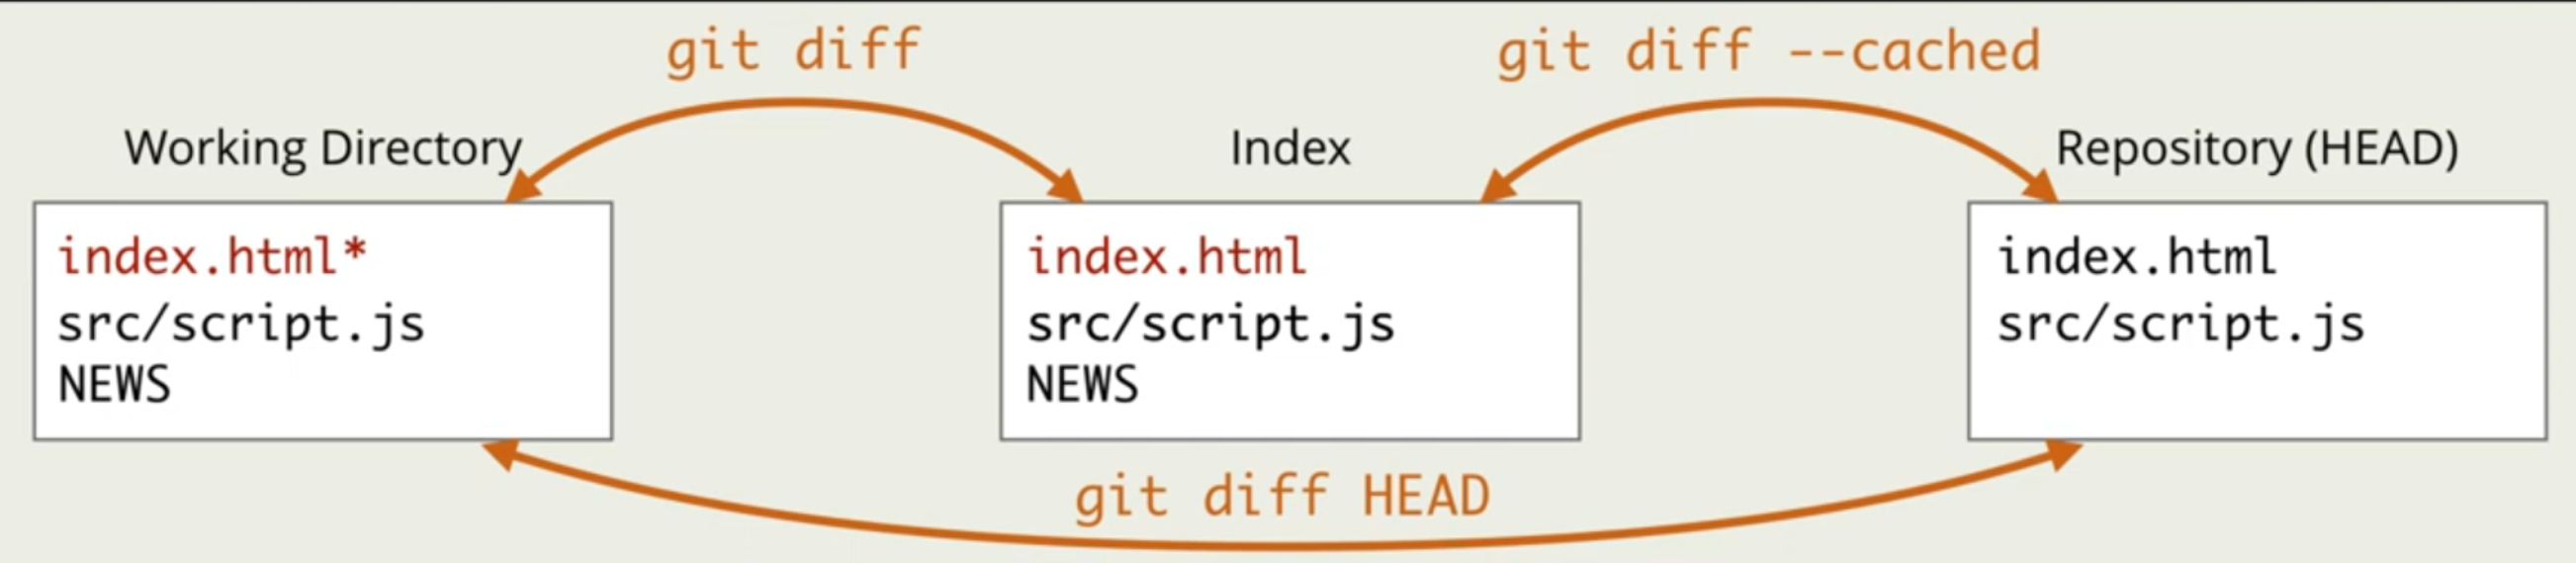 git diff
git diff --cached
Working Directory
Index
Repository (HEAD)
index.html*
src/script.js
NEWS
index.html
src/script.js
NEWS
index.html
src/script.js
git diff HEAD